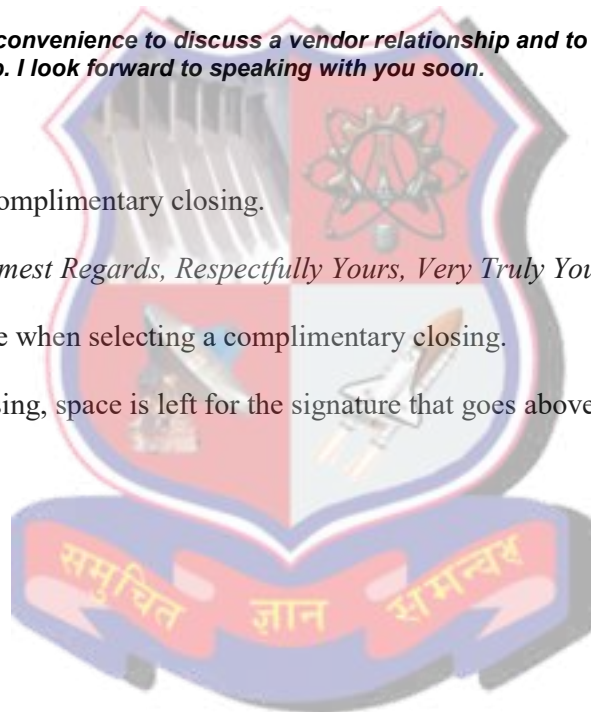 convenience to discuss a vendor relationship and to
. I look forward to speaking with you soon.
omplimentary closing.
mest Regards, Respectfully Yours, Very Truly You
e when selecting a complimentary closing.
sing, space is left for the signature that goes above
समुचित ज्ञान समन्वय